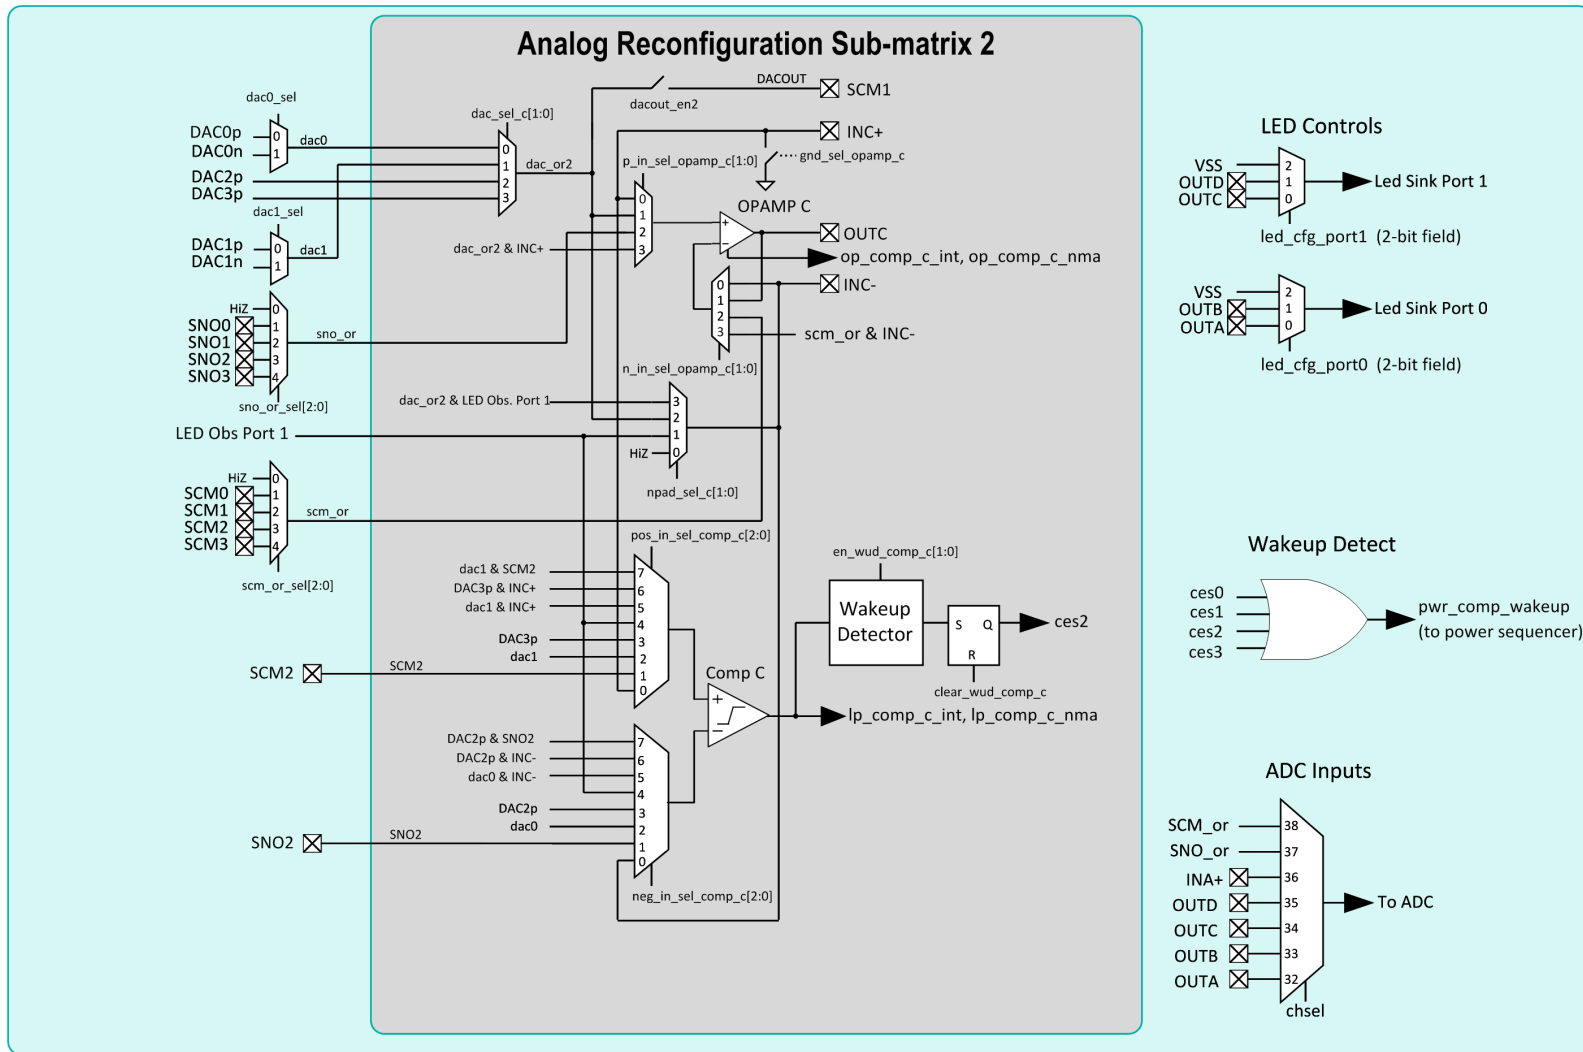 Analog Reconfiguration Sub-matrix 2
dac0_sel
DAC0p
DAC0n
0
1
dac0
DAC2p
DAC3p
dac1_sel
DAC1p
DAC1n
0
1
dac1
dac_sel_c[1:0]
0
1
2
3
dac_or2
dacout_en2
DACOUT
SCM1
INC+
gnd_sel_opamp_c
p_in_sel_opamp_c[1:0]
0
1
2
3
dac_or2 & INC+
OPAMP C
+
−
OUTC
op_comp_c_int, op_comp_c_nma
INC-
0
1
2
3
scm_or & INC-
n_in_sel_opamp_c[1:0]
HiZ
SNO0
SNO1
SNO2
SNO3
0
1
2
3
4
sno_or
sno_or_sel[2:0]
dac_or2 & LED Obs. Port 1
LED Obs Port 1
HiZ
3
2
1
0
npad_sel_c[1:0]
HiZ
SCM0
SCM1
SCM2
SCM3
0
1
2
3
4
scm_or
scm_or_sel[2:0]
pos_in_sel_comp_c[2:0]
dac1 & SCM2
DAC3p & INC+
dac1 & INC+
DAC3p
dac1
SCM2
SCM2
7
6
5
4
3
2
1
0
Comp C
+
−
en_wud_comp_c[1:0]
Wakeup
Detector
S
Q
R
ces2
clear_wud_comp_c
lp_comp_c_int, lp_comp_c_nma
DAC2p & SNO2
DAC2p & INC-
dac0 & INC-
DAC2p
dac0
SNO2
SNO2
7
6
5
4
3
2
1
0
neg_in_sel_comp_c[2:0]
LED Controls
VSS
OUTD
OUTC
2
1
0
Led Sink Port 1
led_cfg_port1 (2-bit field)
VSS
OUTB
OUTA
2
1
0
Led Sink Port 0
led_cfg_port0 (2-bit field)
Wakeup Detect
ces0
ces1
ces2
ces3
pwr_comp_wakeup
(to power sequencer)
ADC Inputs
SCM_or
SNO_or
INA+
OUTD
OUTC
OUTB
OUTA
38
37
36
35
34
33
32
To ADC
chsel